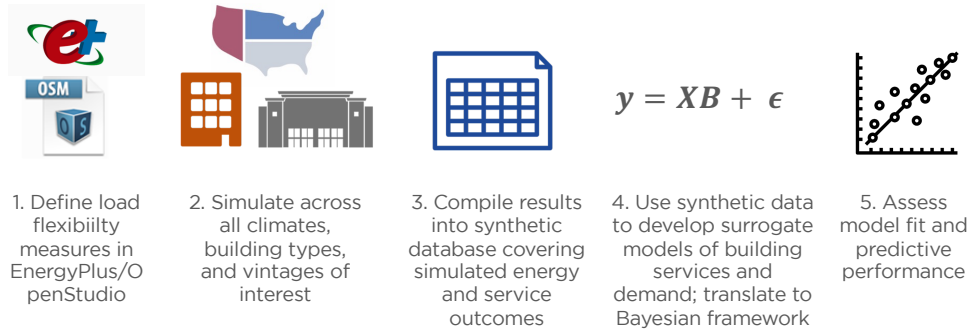 e+
OSM
OS
y = XB + ϵ
1. Define load
flexibiilty
measures in
EnergyPlus/O
penStudio
2. Simulate across
all climates,
building types,
and vintages of
interest
3. Compile results
into synthetic
database covering
simulated energy
and service
outcomes
4. Use synthetic data
to develop surrogate
models of building
services and
demand; translate to
Bayesian framework
5. Assess
model fit and
predictive
performance